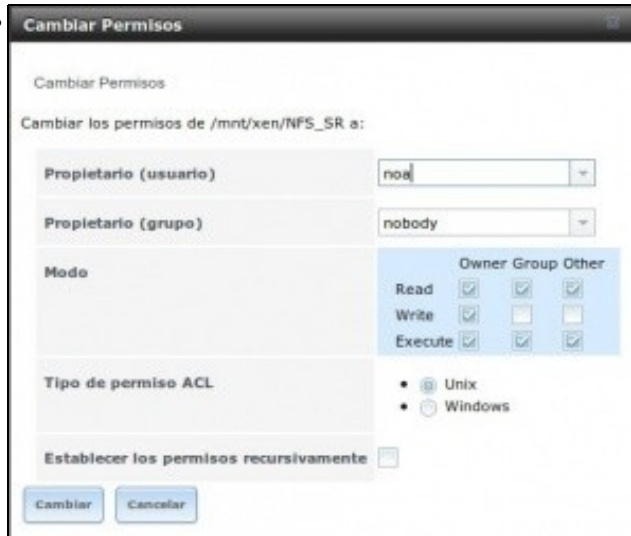 Cambiar Permisos
Cambiar Permisos
Cambiar los permisos de /mnt/xen/NFS_SR a:
Propietario (usuario) noa
Propietario (grupo) nobody
Modo Owner Group Other
Read
Write
Execute
Tipo de permiso ACL Unix
Windows
Establecer los permisos recursivamente
Cambiar Cancelar